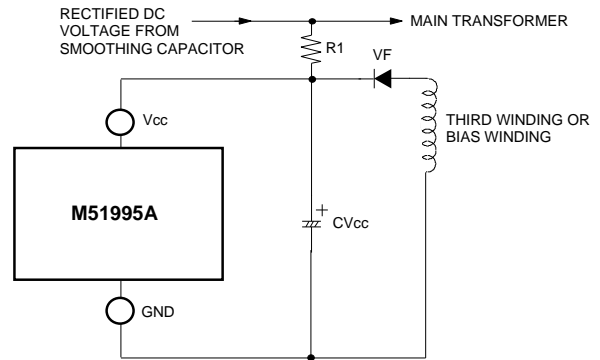 RECTIFIED DC
VOLTAGE FROM
SMOOTHING CAPACITOR
MAIN TRANSFORMER
R1
VF
Vcc
THIRD WINDING OR
BIAS WINDING
M51995A
+
CVcc
GND